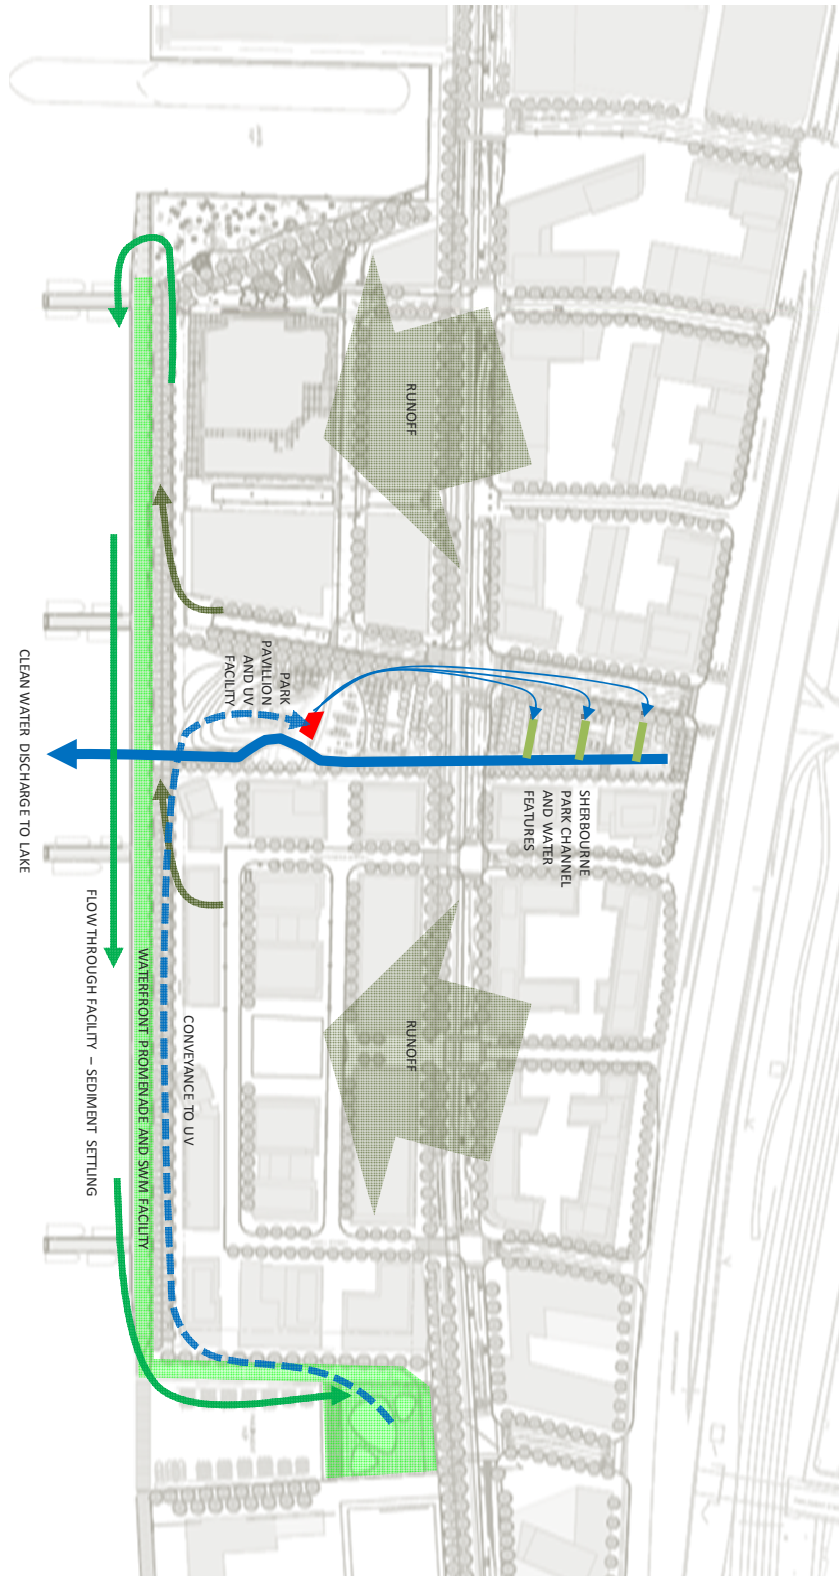 RUNOFF
PARK
PAVILLION
AND UV
FACILITY
SHERBOURNE
PARK CHANNEL
AND WATER
FEATURES
CLEAN WATER DISCHARGE TO LAKE
RUNOFF
CONVEYANCE TO UV
WATERFRONT PROMENADE AND SWM FACILITY
FLOW THROUGH FACILITY – SEDIMENT SETTLING